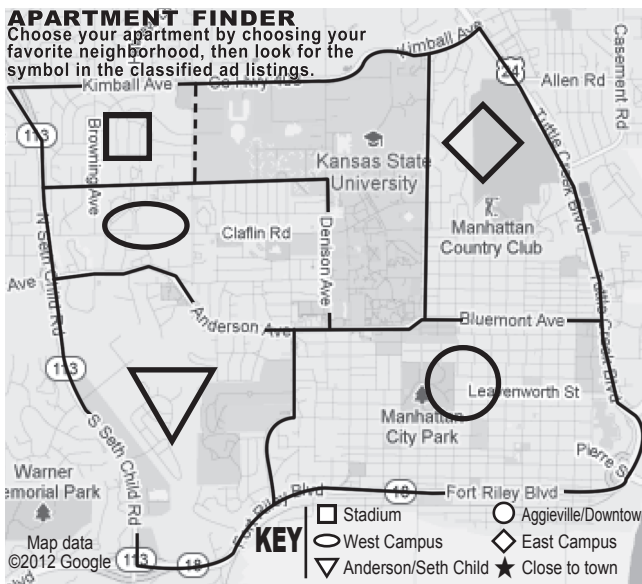 APARTMENT FINDER
Choose your apartment by choosing your
favorite neighborhood, then look for the
symbol in the classified ad listings.
Kimball Ave
Kimball Ave
24
Allen Rd
Casement Rd
113
Browning Ave
Kansas State
University
Tuttle Creek Blvd
Manhattan
Country Club
Claflin Rd
Denison Ave
N Seth Child Rd
Ave
Anderson Ave
Bluemont Ave
Tuttle Creek Blvd
113
Leavenworth St
Manhattan
City Park
S Seth Child Rd
Pierre S
Warner
emorial Park
Fort Riley Blvd
18
Fort Riley Blvd
Map data
©2012 Google
113
18
lvd
KEY
Stadium
Aggieville/Downtow
West Campus
East Campus
Anderson/Seth Child
Close to town